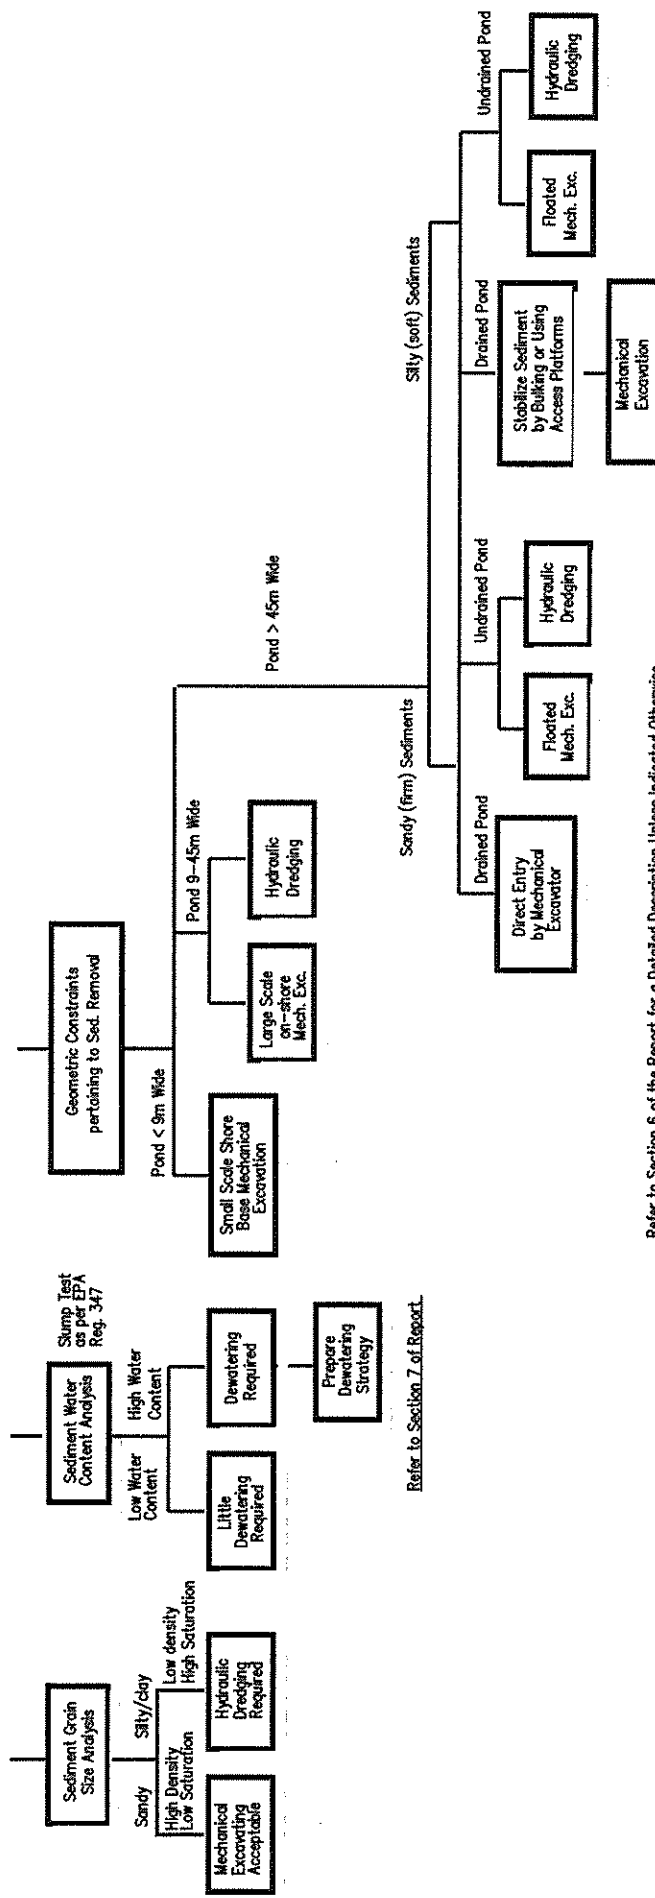 Sediment Grain
Size Analysis
Sandy
Silty/clay
High Density
Low Saturation
Low density
High Saturation
Mechanical
Excavating
Acceptable
Hydraulic
Dredging
Required
Sediment Water
Content Analysis
Slump Test
as per EPA
Reg. 347
Low Water
Content
High Water
Content
Little
Dewatering
Required
Dewatering
Required
Prepare
Dewatering
Strategy
Refer to Section 7 of Report.
Geometric Constraints
pertaining to Sed. Removal
Pond < 9m Wide
Pond 9-45m Wide
Pond > 45m Wide
Small Scale Shore
Base Mechanical
Excavation
Large Scale
on-shore
Mech. Exc.
Hydraulic
Dredging
Sandy (firm) Sediments
Silty (soft) Sediments
Drained Pond
Undrained Pond
Drained Pond
Undrained Pond
Direct Entry
by Mechanical
Excavator
Floated
Mech. Exc.
Hydraulic
Dredging
Stabilize Sediment
by Bulking or Using
Access Platforms
Floated
Mech. Exc.
Hydraulic
Dredging
Mechanical
Excavation
Refer to Section 6 of the Report for a Detailed Description Unless Indicated Otherwise